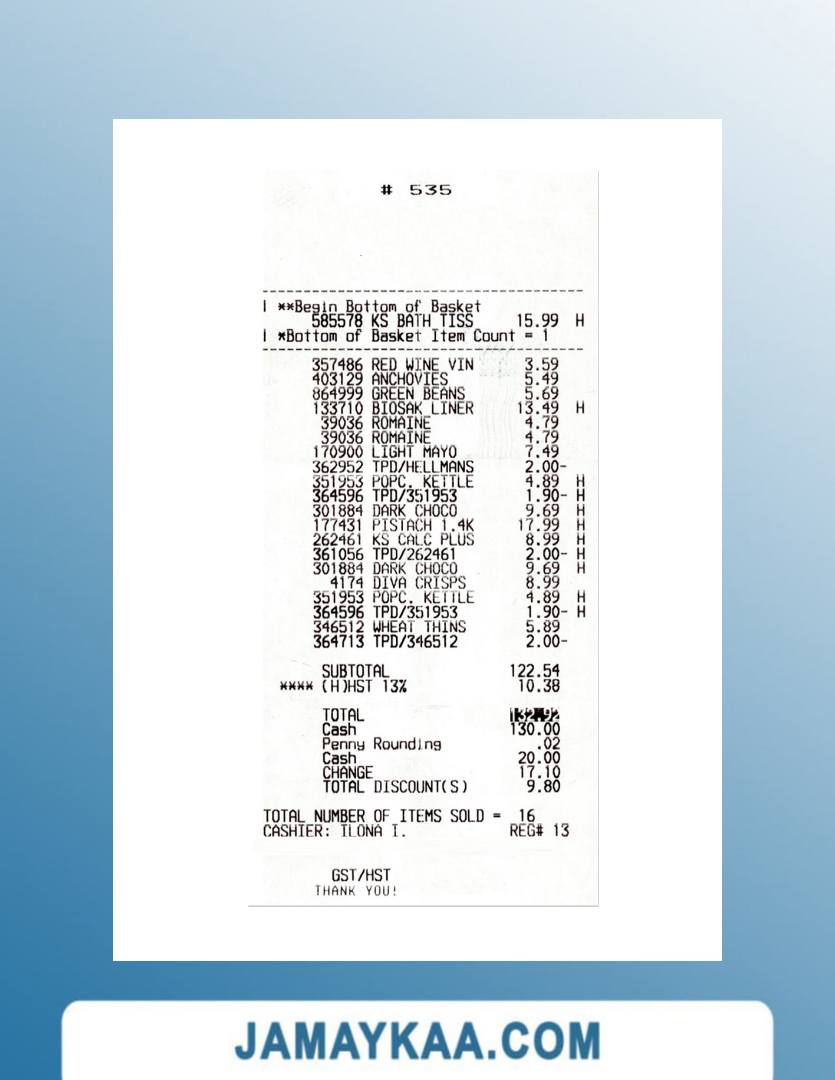 # 535
**Begin Bottom of Basket
585578 KS BATH TISS 15.99 H
*Bottom of Basket Item Count = 1
357486 RED WINE VIN 3.59
403129 ANCHOVIES 5.49
864999 GREEN BEANS 5.69
133710 BIOSAK LINER 13.49 H
39036 ROMAINE 4.79
39036 ROMAINE 4.79
170900 LIGHT MAYO 7.49
362952 TPD/HELLMANS 2.00-
351953 POPC. KETTLE 4.89 H
364596 TPD/351953 1.90- H
301884 DARK CHOCO 9.69 H
177431 PISTACH 1.4K 17.99 H
262461 KS CALC PLUS 8.99 H
361056 TPD/262461 2.00- H
301884 DARK CHOCO 9.69 H
4174 DIVA CRISPS 8.99
351953 POPC. KETTLE 4.89 H
364596 TPD/351953 1.90- H
346512 WHEAT THINS 5.89
364713 TPD/346512 2.00-
SUBTOTAL 122.54
**** (H)HST 13% 10.38
TOTAL 132.92
Cash 130.00
Penny Rounding .02
Cash 20.00
CHANGE 17.10
TOTAL DISCOUNT(S) 9.80
TOTAL NUMBER OF ITEMS SOLD = 16
CASHIER: ILONA I. REG# 13
GST/HST
THANK YOU!
JAMAYKAA.COM